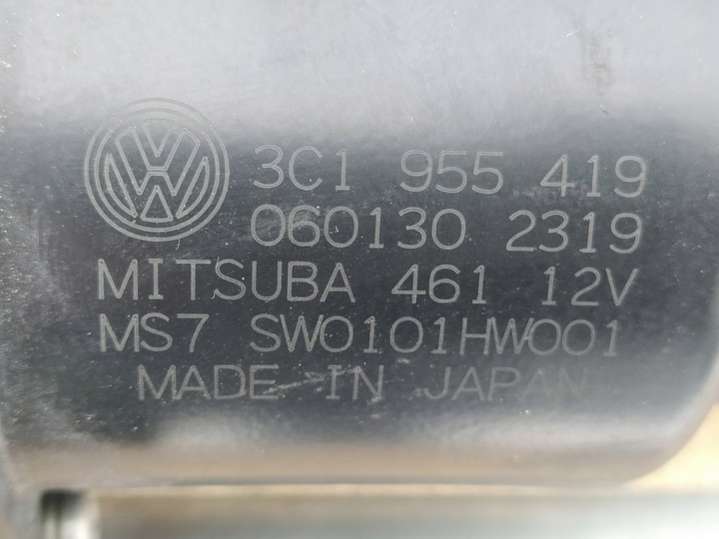 3C1 955 419
060130 2319
MITSUBA 461 12V
MS7 SW0101HW001
MADE IN JAPAN